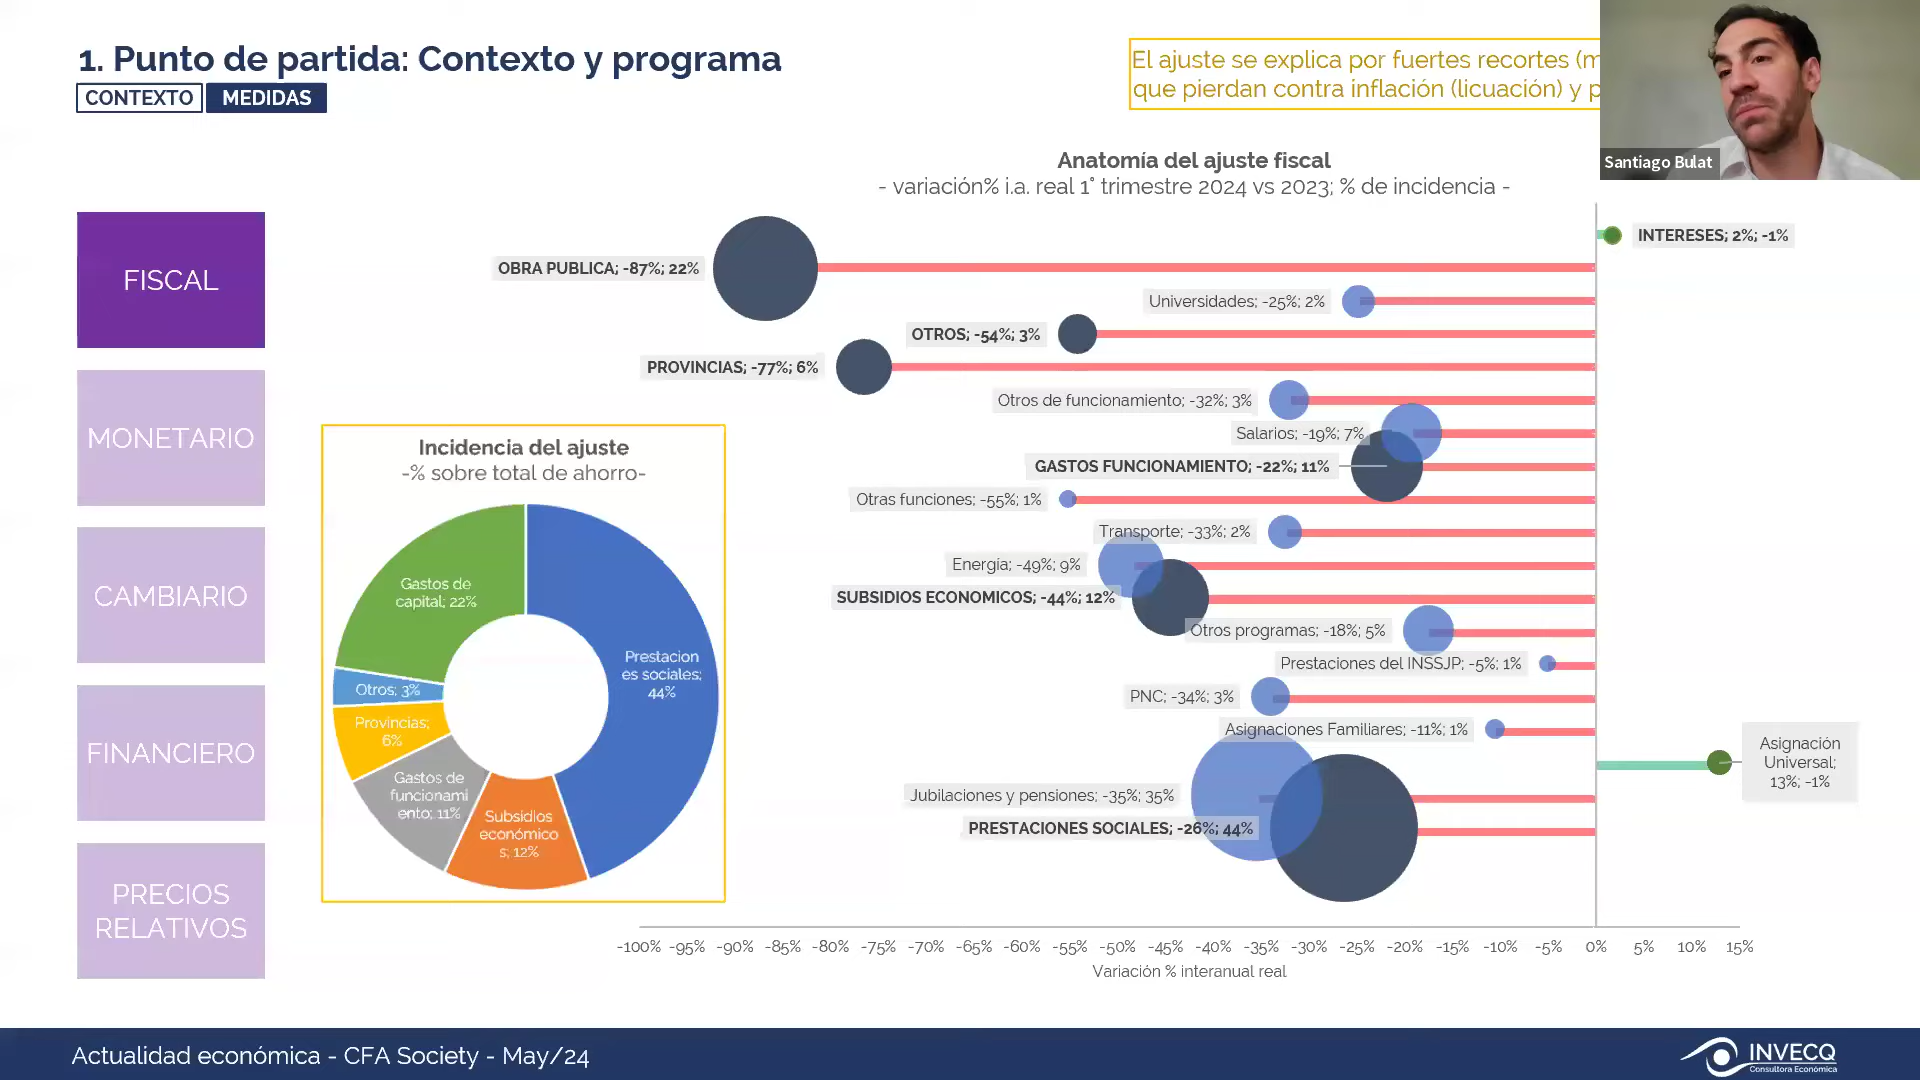 1. Punto de partida: Contexto y programa
CONTEXTO
MEDIDAS
El ajuste se explica por fuertes recortes (m
que pierdan contra inflación (licuación) y p
Santiago Bulat
Anatomía del ajuste fiscal
- variación% i.a. real 1° trimestre 2024 vs 2023; % de incidencia -
FISCAL
MONETARIO
CAMBIARIO
FINANCIERO
PRECIOS
RELATIVOS
INTERESES; 2%; -1%
OBRA PUBLICA; -87%; 22%
Universidades; -25%; 2%
OTROS; -54%; 3%
PROVINCIAS; -77%; 6%
Otros de funcionamiento; -32%; 3%
Salarios; -19%; 7%
GASTOS FUNCIONAMIENTO; -22%; 11%
Otras funciones; -55%; 1%
Transporte; -33%; 2%
Energía; -49%; 9%
SUBSIDIOS ECONOMICOS; -44%; 12%
Otros programas; -18%; 5%
Prestaciones del INSSJP; -5%; 1%
PNC; -34%; 3%
Asignaciones Familiares; -11%; 1%
Asignación
Universal;
13%; -1%
Jubilaciones y pensiones; -35%; 35%
PRESTACIONES SOCIALES; -26%; 44%
Incidencia del ajuste
-% sobre total de ahorro-
Gastos de
capital; 22%
Prestacion
es sociales;
44%
Otros; 3%
Provincias;
6%
Gastos de
funcionami
ento; 11%
Subsidios
económico
s; 12%
-100% -95% -90% -85% -80% -75% -70% -65% -60% -55% -50% -45% -40% -35% -30% -25% -20% -15% -10% -5% 0% 5% 10% 15%
Variación % interanual real
Actualidad económica - CFA Society - May/24
INVECQ
Consultora Económica